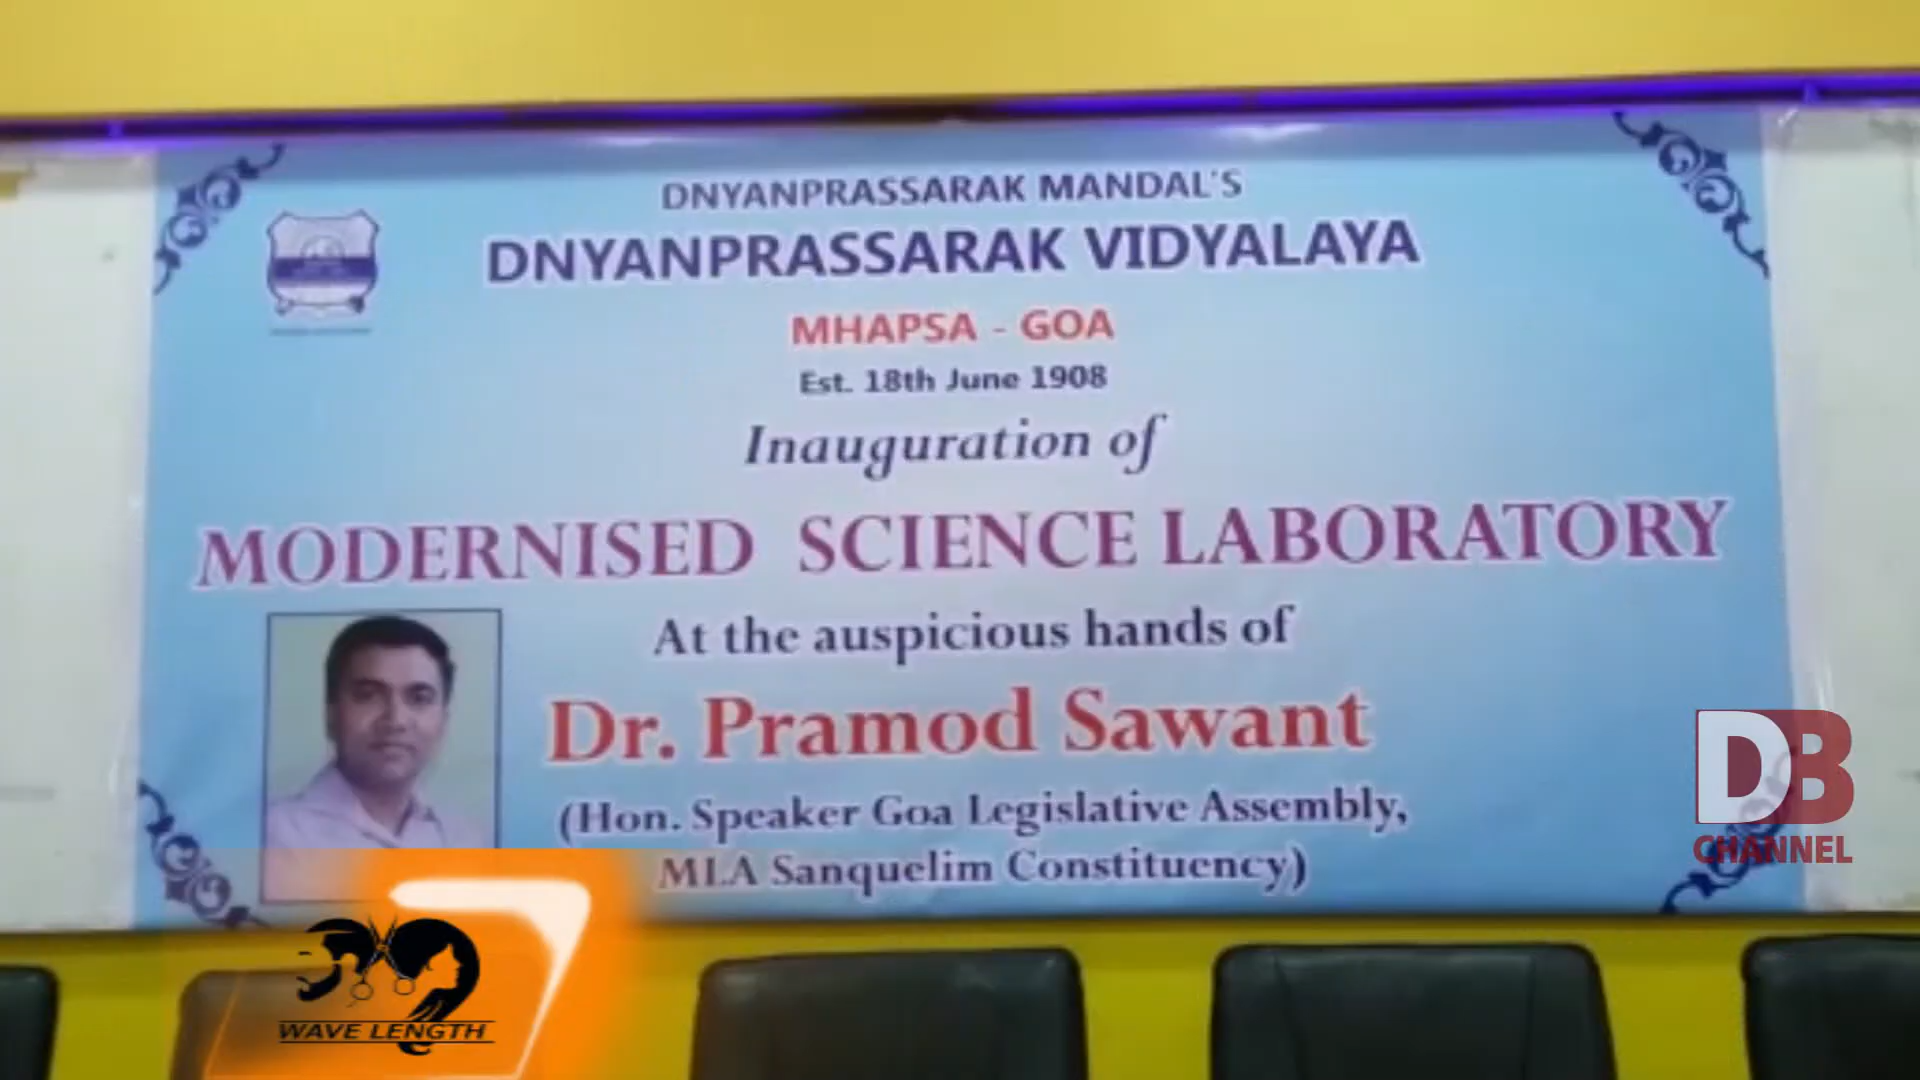 DNYANPRASSARAK MANDAL'S
DNYANPRASSARAK VIDYALAYA
MHAPSA - GOA
Est. 18th June 1908
Inauguration of
MODERNISED SCIENCE LABORATORY
At the auspicious hands of
Dr. Pramod Sawant
(Hon. Speaker Goa Legislative Assembly,
MLA Sanquelim Constituency)
DB
CHANNEL
WAVE LENGTH